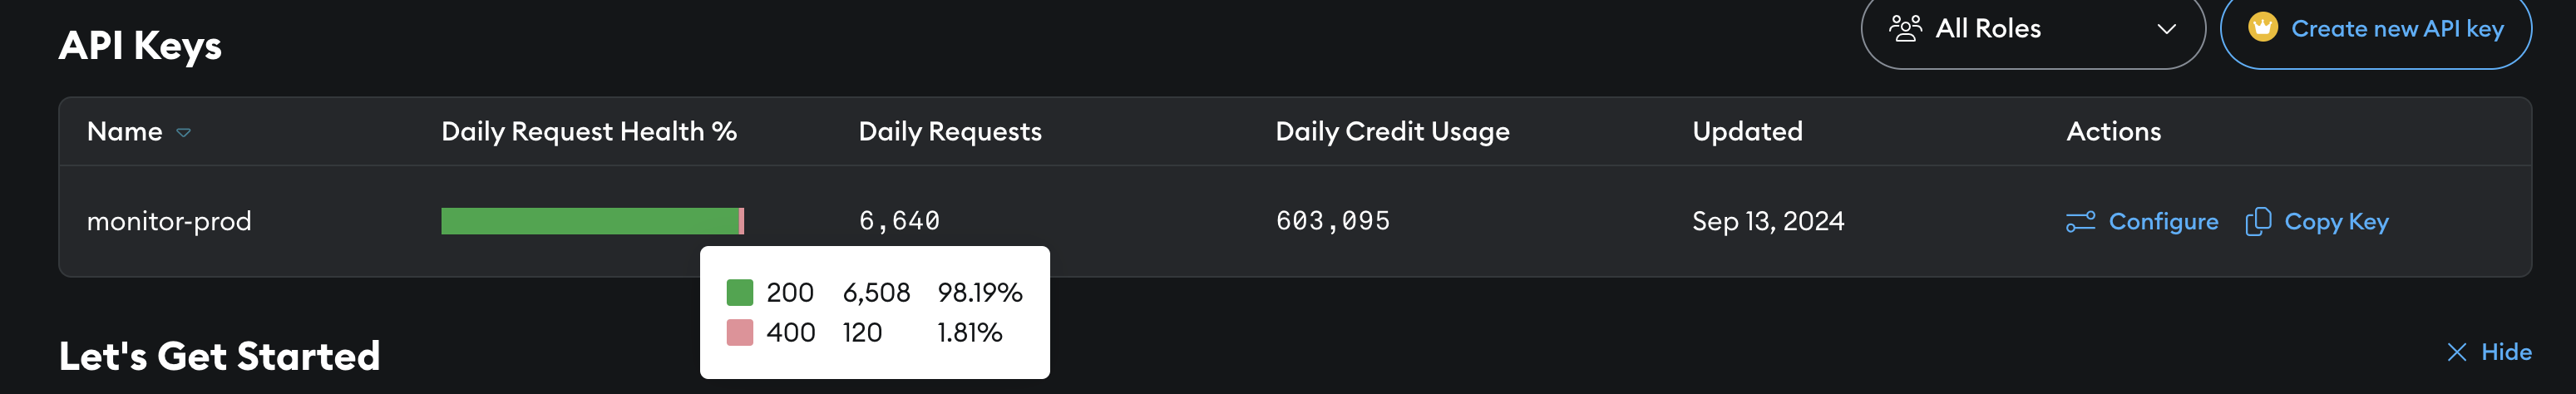 API Keys
All Roles
Create new API key
Name Daily Request Health % Daily Requests Daily Credit Usage Updated Actions
monitor-prod 6,640 603,095 Sep 13, 2024 Configure Copy Key
200 6,508 98.19%
400 120 1.81%
Let's Get Started
Hide